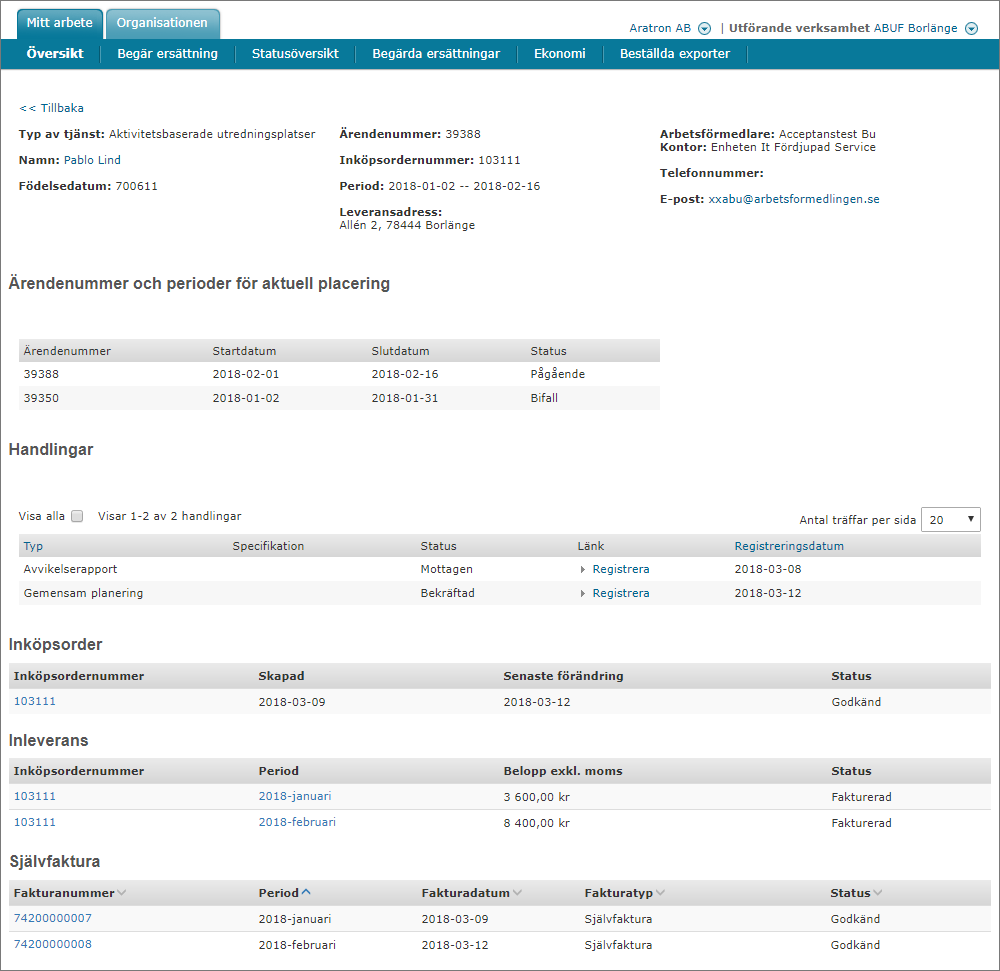 Mitt arbete Organisationen
Aratron AB | Utförande verksamhet ABUF Borlänge
Översikt Begär ersättning Statusöversikt Begärda ersättningar Ekonomi Beställda exporter
<< Tillbaka
Typ av tjänst: Aktivitetsbaserade utredningsplatser Ärendenummer: 39388 Arbetsförmedlare: Acceptanstest Bu
Kontor: Enheten It Fördjupad Service
Namn: Pablo Lind Inköpsordernummer: 103111
Telefonnummer:
Födelsedatum: 700611 Period: 2018-01-02 -- 2018-02-16
E-post: xxabu@arbetsformedlingen.se
Leveransadress:
Allén 2, 78444 Borlänge
Ärendenummer och perioder för aktuell placering
Ärendenummer Startdatum Slutdatum Status
39388 2018-02-01 2018-02-16 Pågående
39350 2018-01-02 2018-01-31 Bifall
Handlingar
Visa alla Visar 1-2 av 2 handlingar Antal träffar per sida 20
Typ Specifikation Status Länk Registreringsdatum
Avvikelserapport Mottagen Registrera 2018-03-08
Gemensam planering Bekräftad Registrera 2018-03-12
Inköpsorder
Inköpsordernummer Skapad Senaste förändring Status
103111 2018-03-09 2018-03-12 Godkänd
Inleverans
Inköpsordernummer Period Belopp exkl. moms Status
103111 2018-januari 3 600,00 kr Fakturerad
103111 2018-februari 8 400,00 kr Fakturerad
Självfaktura
Fakturanummer Period Fakturadatum Fakturatyp Status
74200000007 2018-januari 2018-03-09 Självfaktura Godkänd
74200000008 2018-februari 2018-03-12 Självfaktura Godkänd